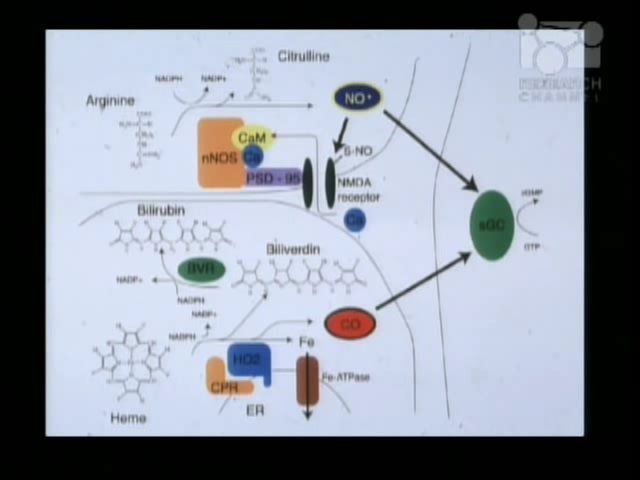 RESEARCH
CHANNEL
Citrulline
NADPH
NADP+
Arginine
NO•
CaM
nNOS
Ca
S-NO
PSD - 95
NMDA
receptor
Bilirubin
Ca
sGC
cGMP
GTP
Biliverdin
BVR
NADP+
NADPH
NADP+
NADPH
CO
Fe
HO2
CPR
Fe-ATPase
ER
Heme